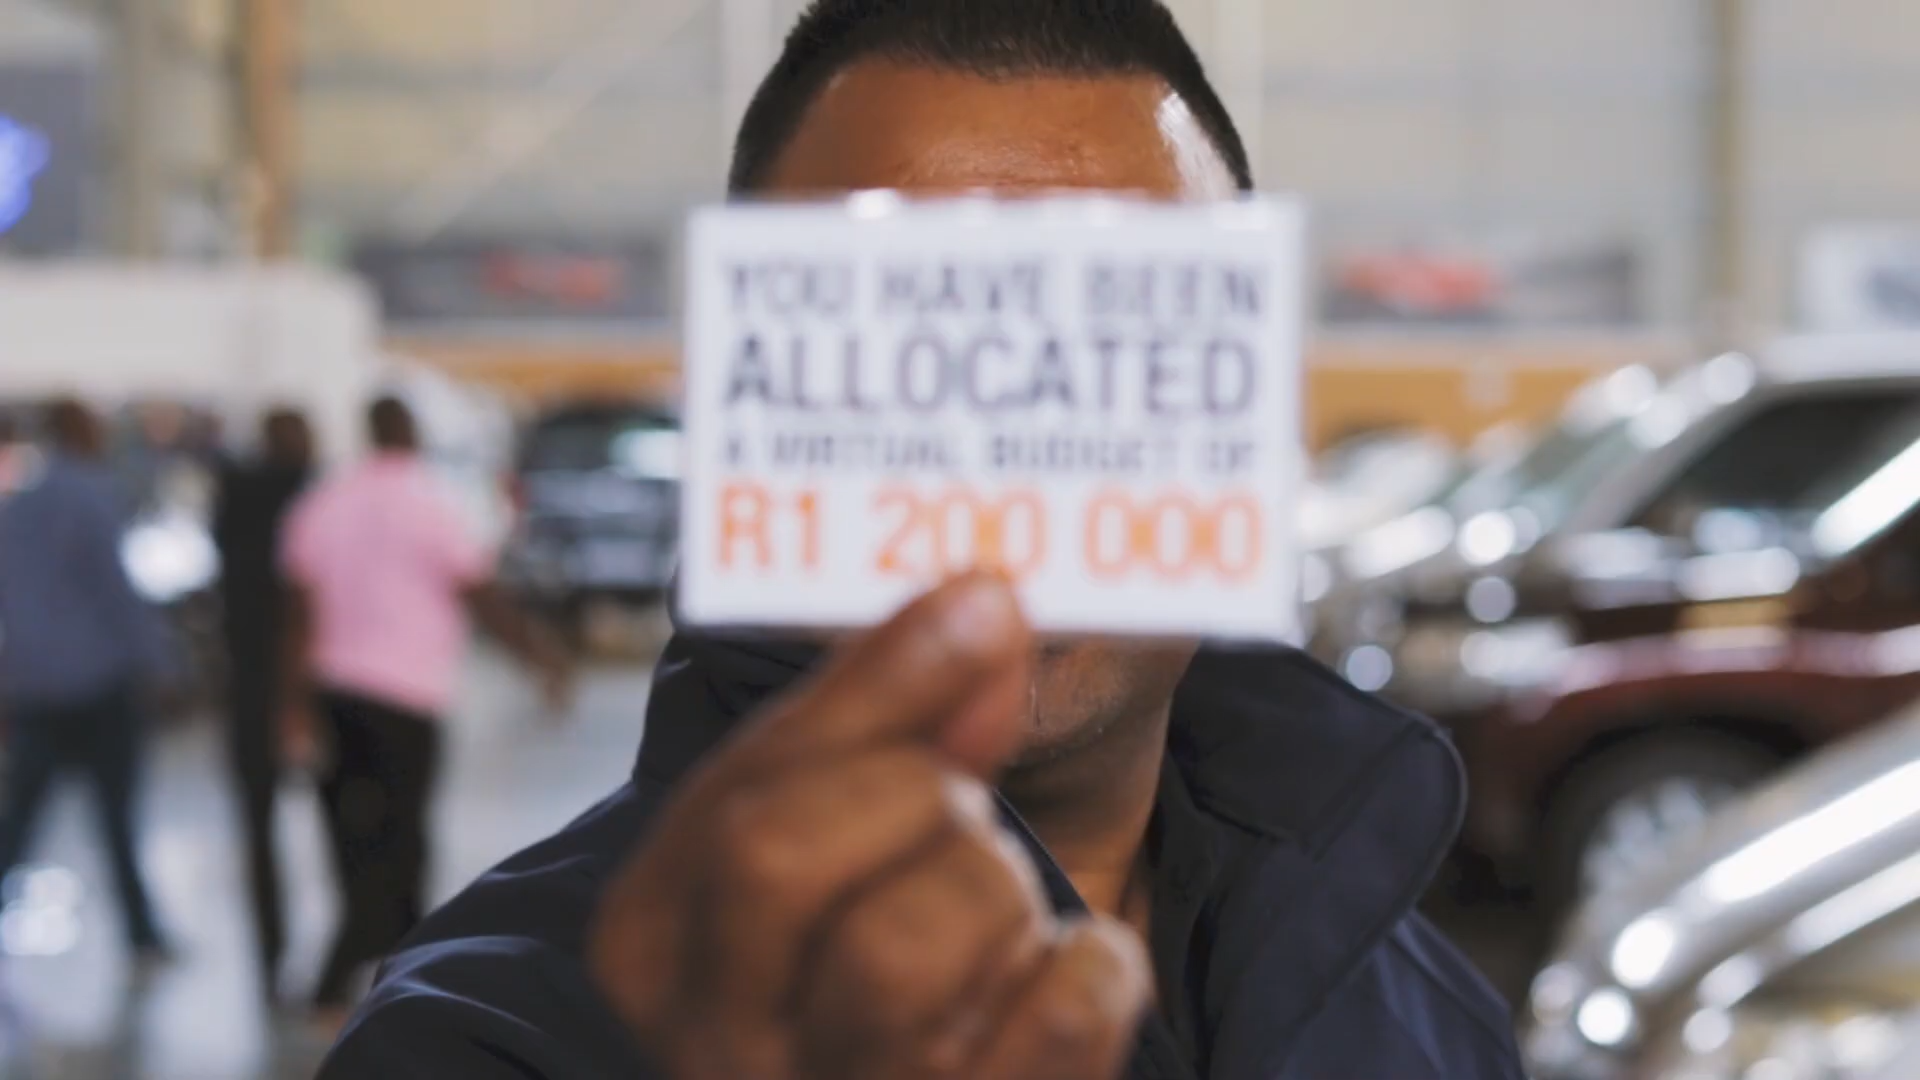 YOU HAVE BEEN
ALLOCATED
A VIRTUAL BUDGET OF
R1 200 000